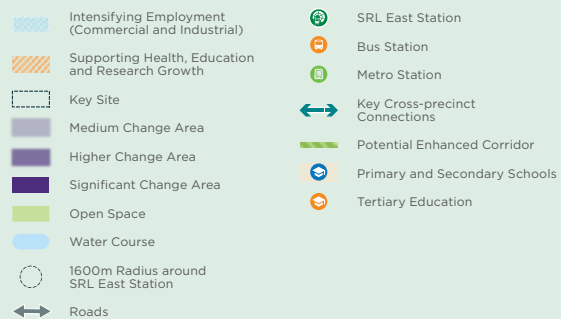 Intensifying Employment
(Commercial and Industrial)
Supporting Health, Education
and Research Growth
Key Site
Medium Change Area
Higher Change Area
Significant Change Area
Open Space
Water Course
1600m Radius around
SRL East Station
Roads
SRL East Station
Bus Station
Metro Station
Key Cross-precinct
Connections
Potential Enhanced Corridor
Primary and Secondary Schools
Tertiary Education